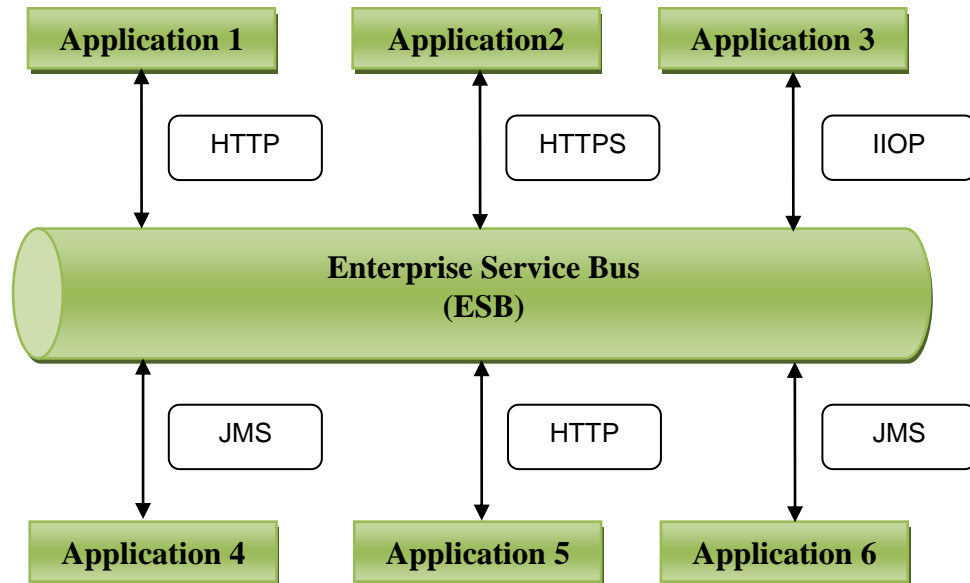 Application 1
Application2
Application 3
HTTP
HTTPS
IIOP
Enterprise Service Bus
(ESB)
JMS
HTTP
JMS
Application 4
Application 5
Application 6